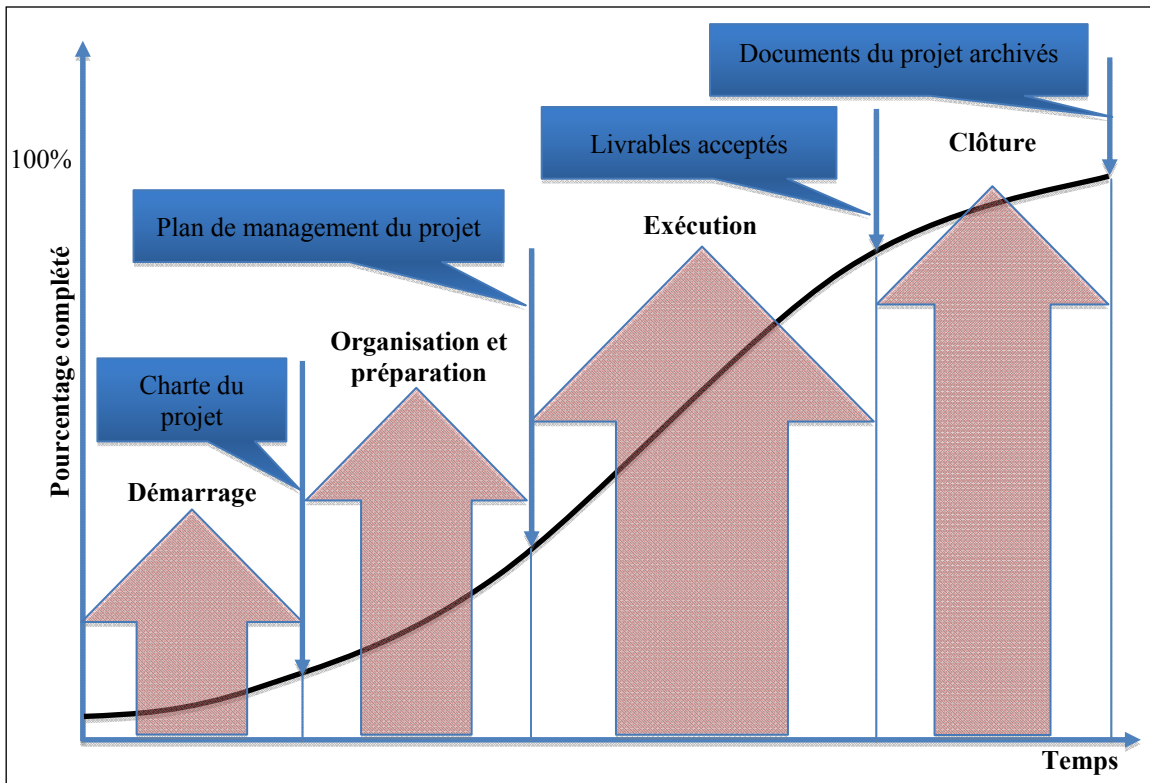 Documents du projet archivés
100%
Livrables acceptés
Clôture
Plan de management du projet
Exécution
Organisation et
préparation
Charte du
projet
Démarrage
Pourcentage complété
Temps